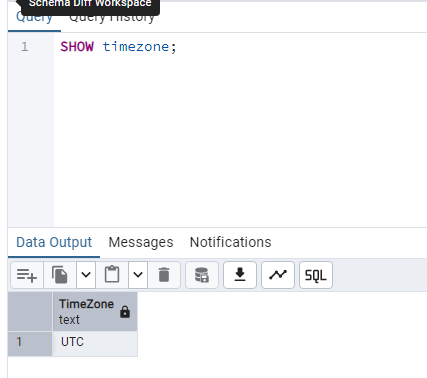 Schema Diff Workspace
Query Query History
1 SHOW timezone;
Data Output Messages Notifications
SQL
TimeZone
text
1 UTC